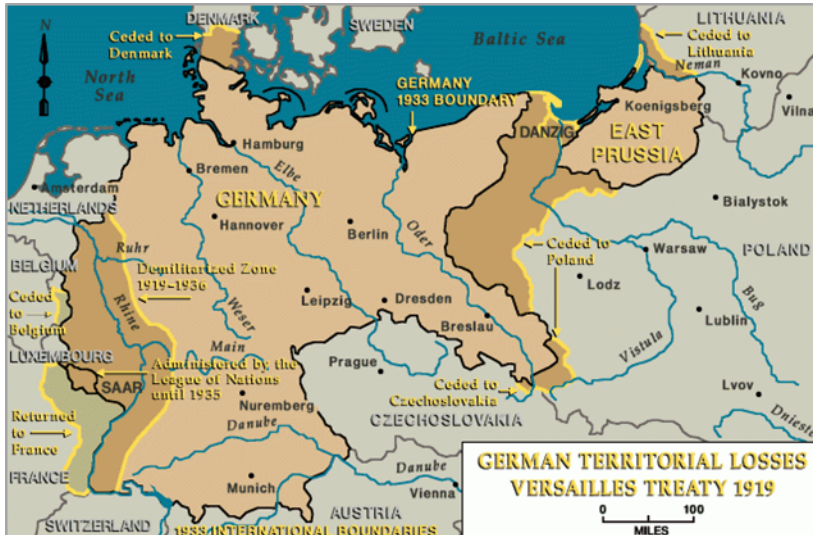 DENMARK
SWEDEN
LITHUANIA
N
Ceded to
Denmark
Baltic Sea
Ceded to
Lithuania
Neman
North
Sea
Kovno
GERMANY
1933 BOUNDARY
Koenigsberg
Vilna
DANZIG
EAST
PRUSSIA
Hamburg
Bremen
Elbe
Amsterdam
NETHERLANDS
GERMANY
Bialystok
Hannover
Berlin
Oder
Ruhr
Ceded to
Poland
Warsaw
POLAND
BELGIUM
Demilitarized Zone
1919-1936
Lodz
Bug
Ceded
to
Belgium
Rhine
Weser
Leipzig
Dresden
Breslau
Lublin
Main
Vistula
LUXEMBOURG
Administered by the
League of Nations
until 1935
SAAR
Prague
Ceded to
Czechoslovakia
Lvov
Nuremberg
CZECHOSLOVAKIA
Dniester
Returned
to
France
Danube
FRANCE
Danube
Munich
Vienna
AUSTRIA
SWITZERLAND
1933 INTERNATIONAL BOUNDARIES
GERMAN TERRITORIAL LOSSES
VERSAILLES TREATY 1919
0 100
MILES